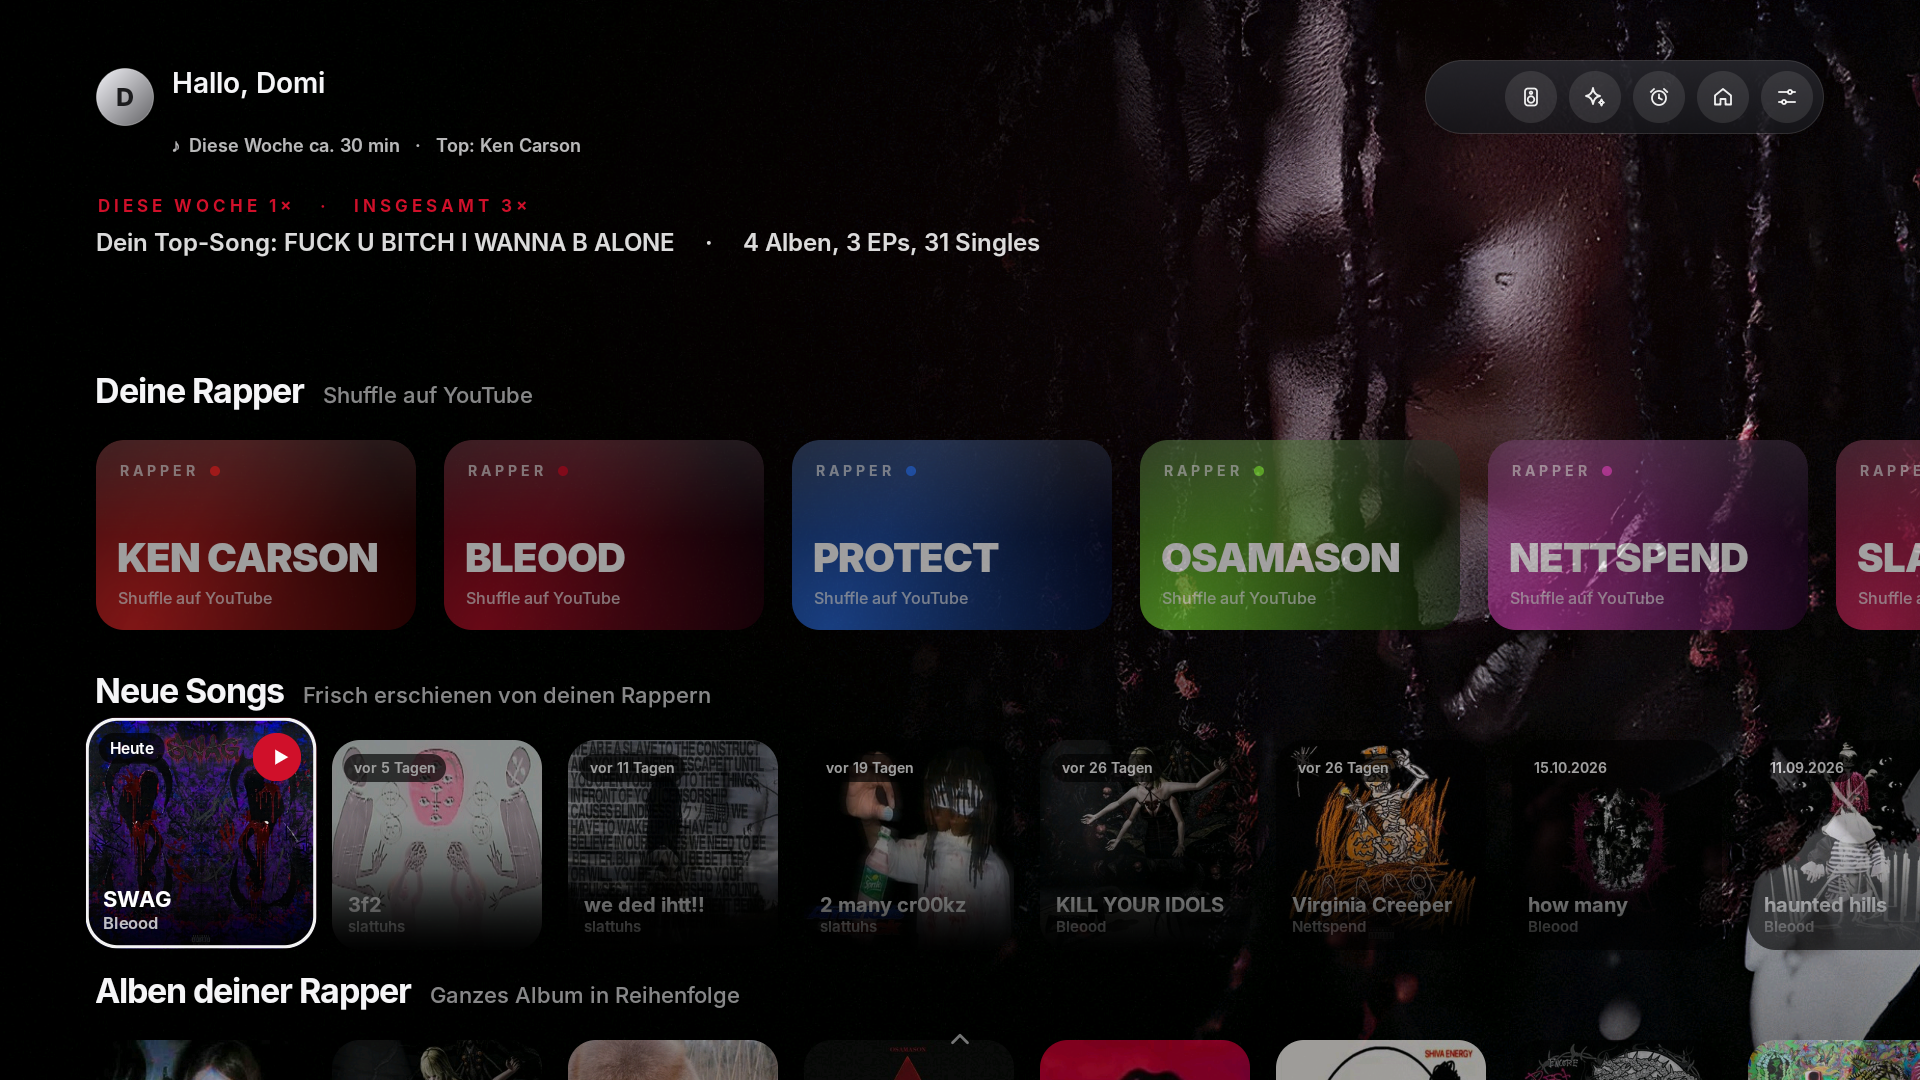 D
Hallo, Domi
♪ Diese Woche ca. 30 min · Top: Ken Carson
DIESE WOCHE 1× · INSGESAMT 3×
Dein Top-Song: FUCK U BITCH I WANNA B ALONE · 4 Alben, 3 EPs, 31 Singles
Deine Rapper Shuffle auf YouTube
RAPPER
KEN CARSON
Shuffle auf YouTube
RAPPER
BLEOOD
Shuffle auf YouTube
RAPPER
PROTECT
Shuffle auf YouTube
RAPPER
OSAMASON
Shuffle auf YouTube
RAPPER
NETTSPEND
Shuffle auf YouTube
RAPPE
SLA
Shuffle a
Neue Songs Frisch erschienen von deinen Rappern
Heute
SWAG
Bleood
vor 5 Tagen
3f2
slattuhs
vor 11 Tagen
we ded ihtt!!
slattuhs
vor 19 Tagen
2 many cr00kz
slattuhs
vor 26 Tagen
KILL YOUR IDOLS
Bleood
vor 26 Tagen
Virginia Creeper
Nettspend
15.10.2026
how many
Bleood
11.09.2026
haunted hills
Bleood
Alben deiner Rapper Ganzes Album in Reihenfolge
SHIVA ENERGY